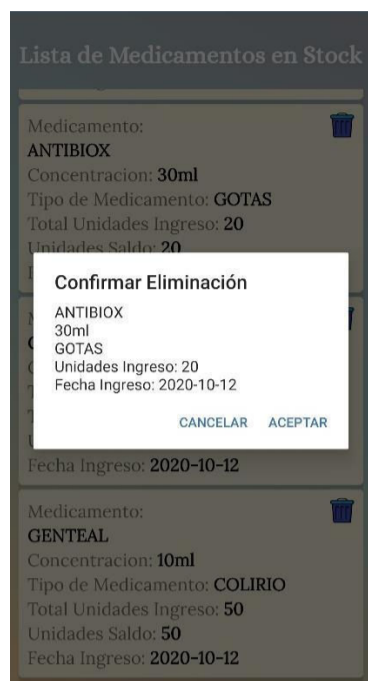 Lista de Medicamentos en Stock
Medicamento:
ANTIBIOX
Concentracion: 30ml
Tipo de Medicamento: GOTAS
Total Unidades Ingreso: 20
Unidades Saldo: 20
Confirmar Eliminación
ANTIBIOX
30ml
GOTAS
Unidades Ingreso: 20
Fecha Ingreso: 2020-10-12
CANCELAR ACEPTAR
Fecha Ingreso: 2020-10-12
Medicamento:
GENTEAL
Concentracion: 10ml
Tipo de Medicamento: COLIRIO
Total Unidades Ingreso: 50
Unidades Saldo: 50
Fecha Ingreso: 2020-10-12